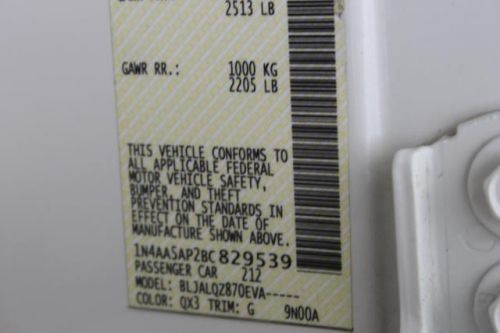 2513 LB
GAWR RR.: 1000 KG
2205 LB
THIS VEHICLE CONFORMS TO
ALL APPLICABLE FEDERAL
MOTOR VEHICLE SAFETY,
BUMPER, AND THEFT
PREVENTION STANDARDS IN
EFFECT ON THE DATE OF
MANUFACTURE SHOWN ABOVE.
1N4AA5AP2BC829539
PASSENGER CAR 212
MODEL: BLJALQZ870EVA-----
COLOR: QX3 TRIM: G 9N00A